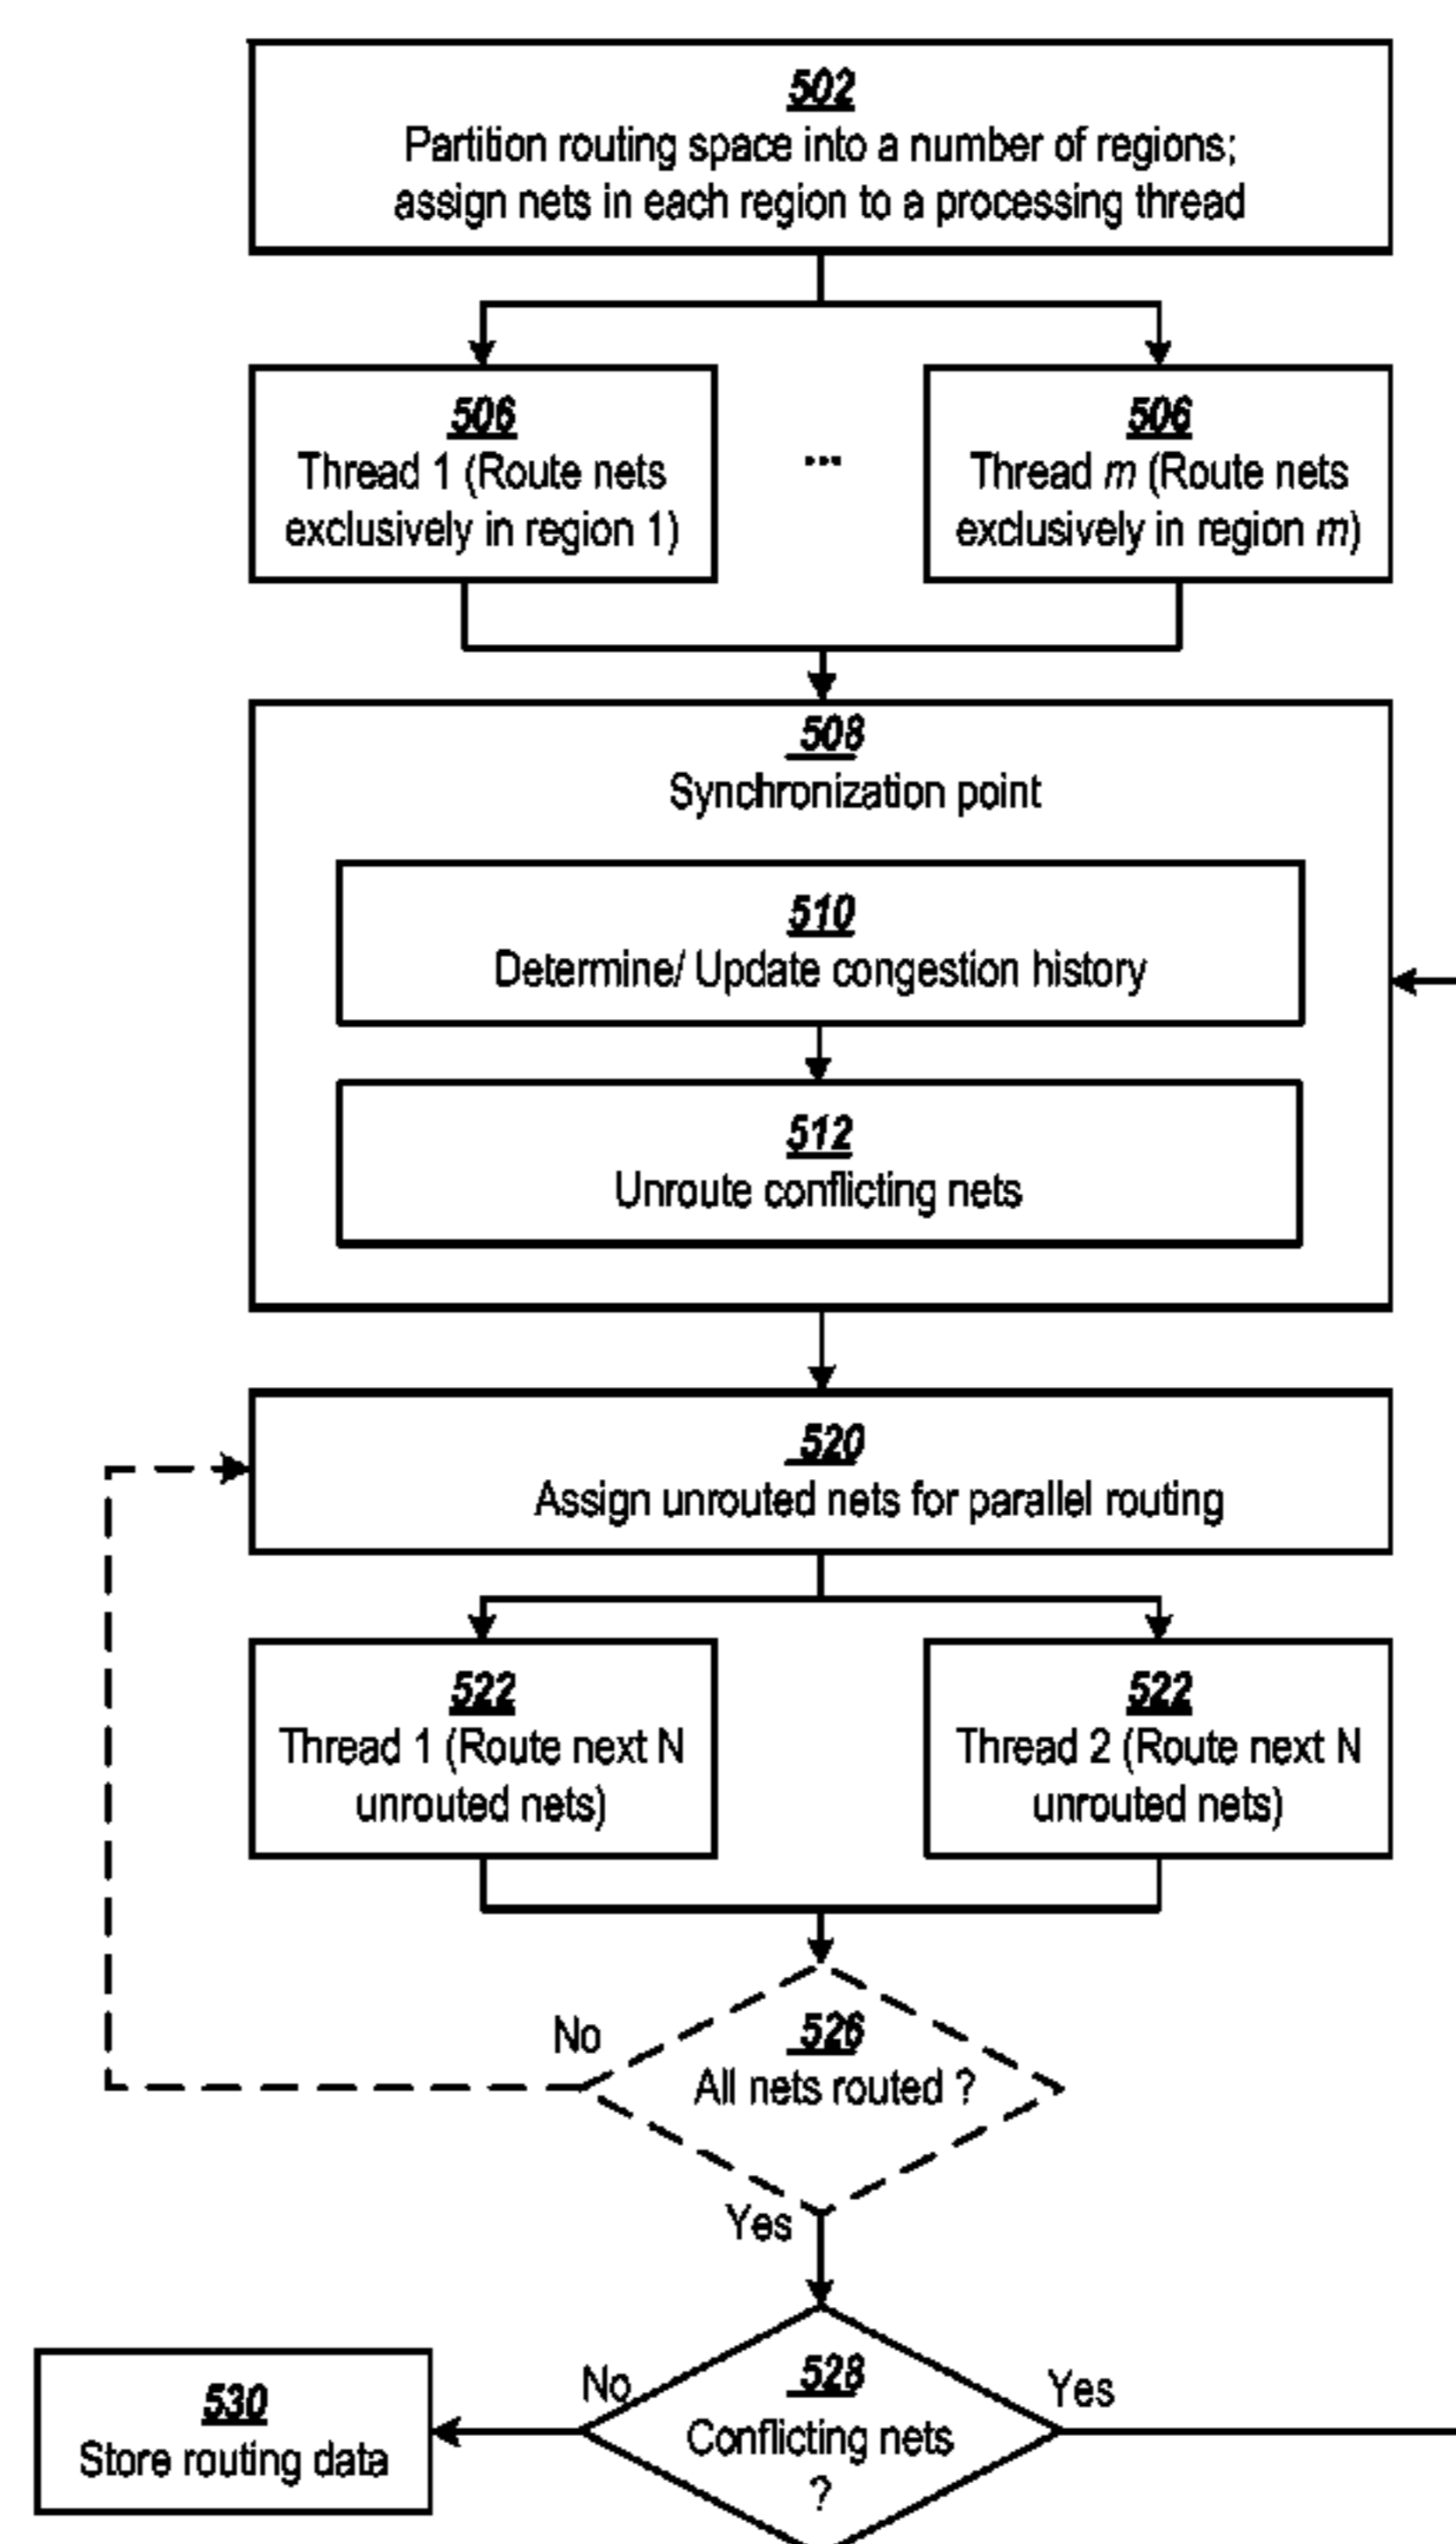 502
Partition routing space into a number of regions;
assign nets in each region to a processing thread
506
Thread 1 (Route nets
exclusively in region 1)
...
506
Thread m (Route nets
exclusively in region m)
508
Synchronization point
510
Determine/ Update congestion history
512
Unroute conflicting nets
520
Assign unrouted nets for parallel routing
522
Thread 1 (Route next N
unrouted nets)
522
Thread 2 (Route next N
unrouted nets)
No
526
All nets routed ?
Yes
530
Store routing data
No
528
Conflicting nets
?
Yes